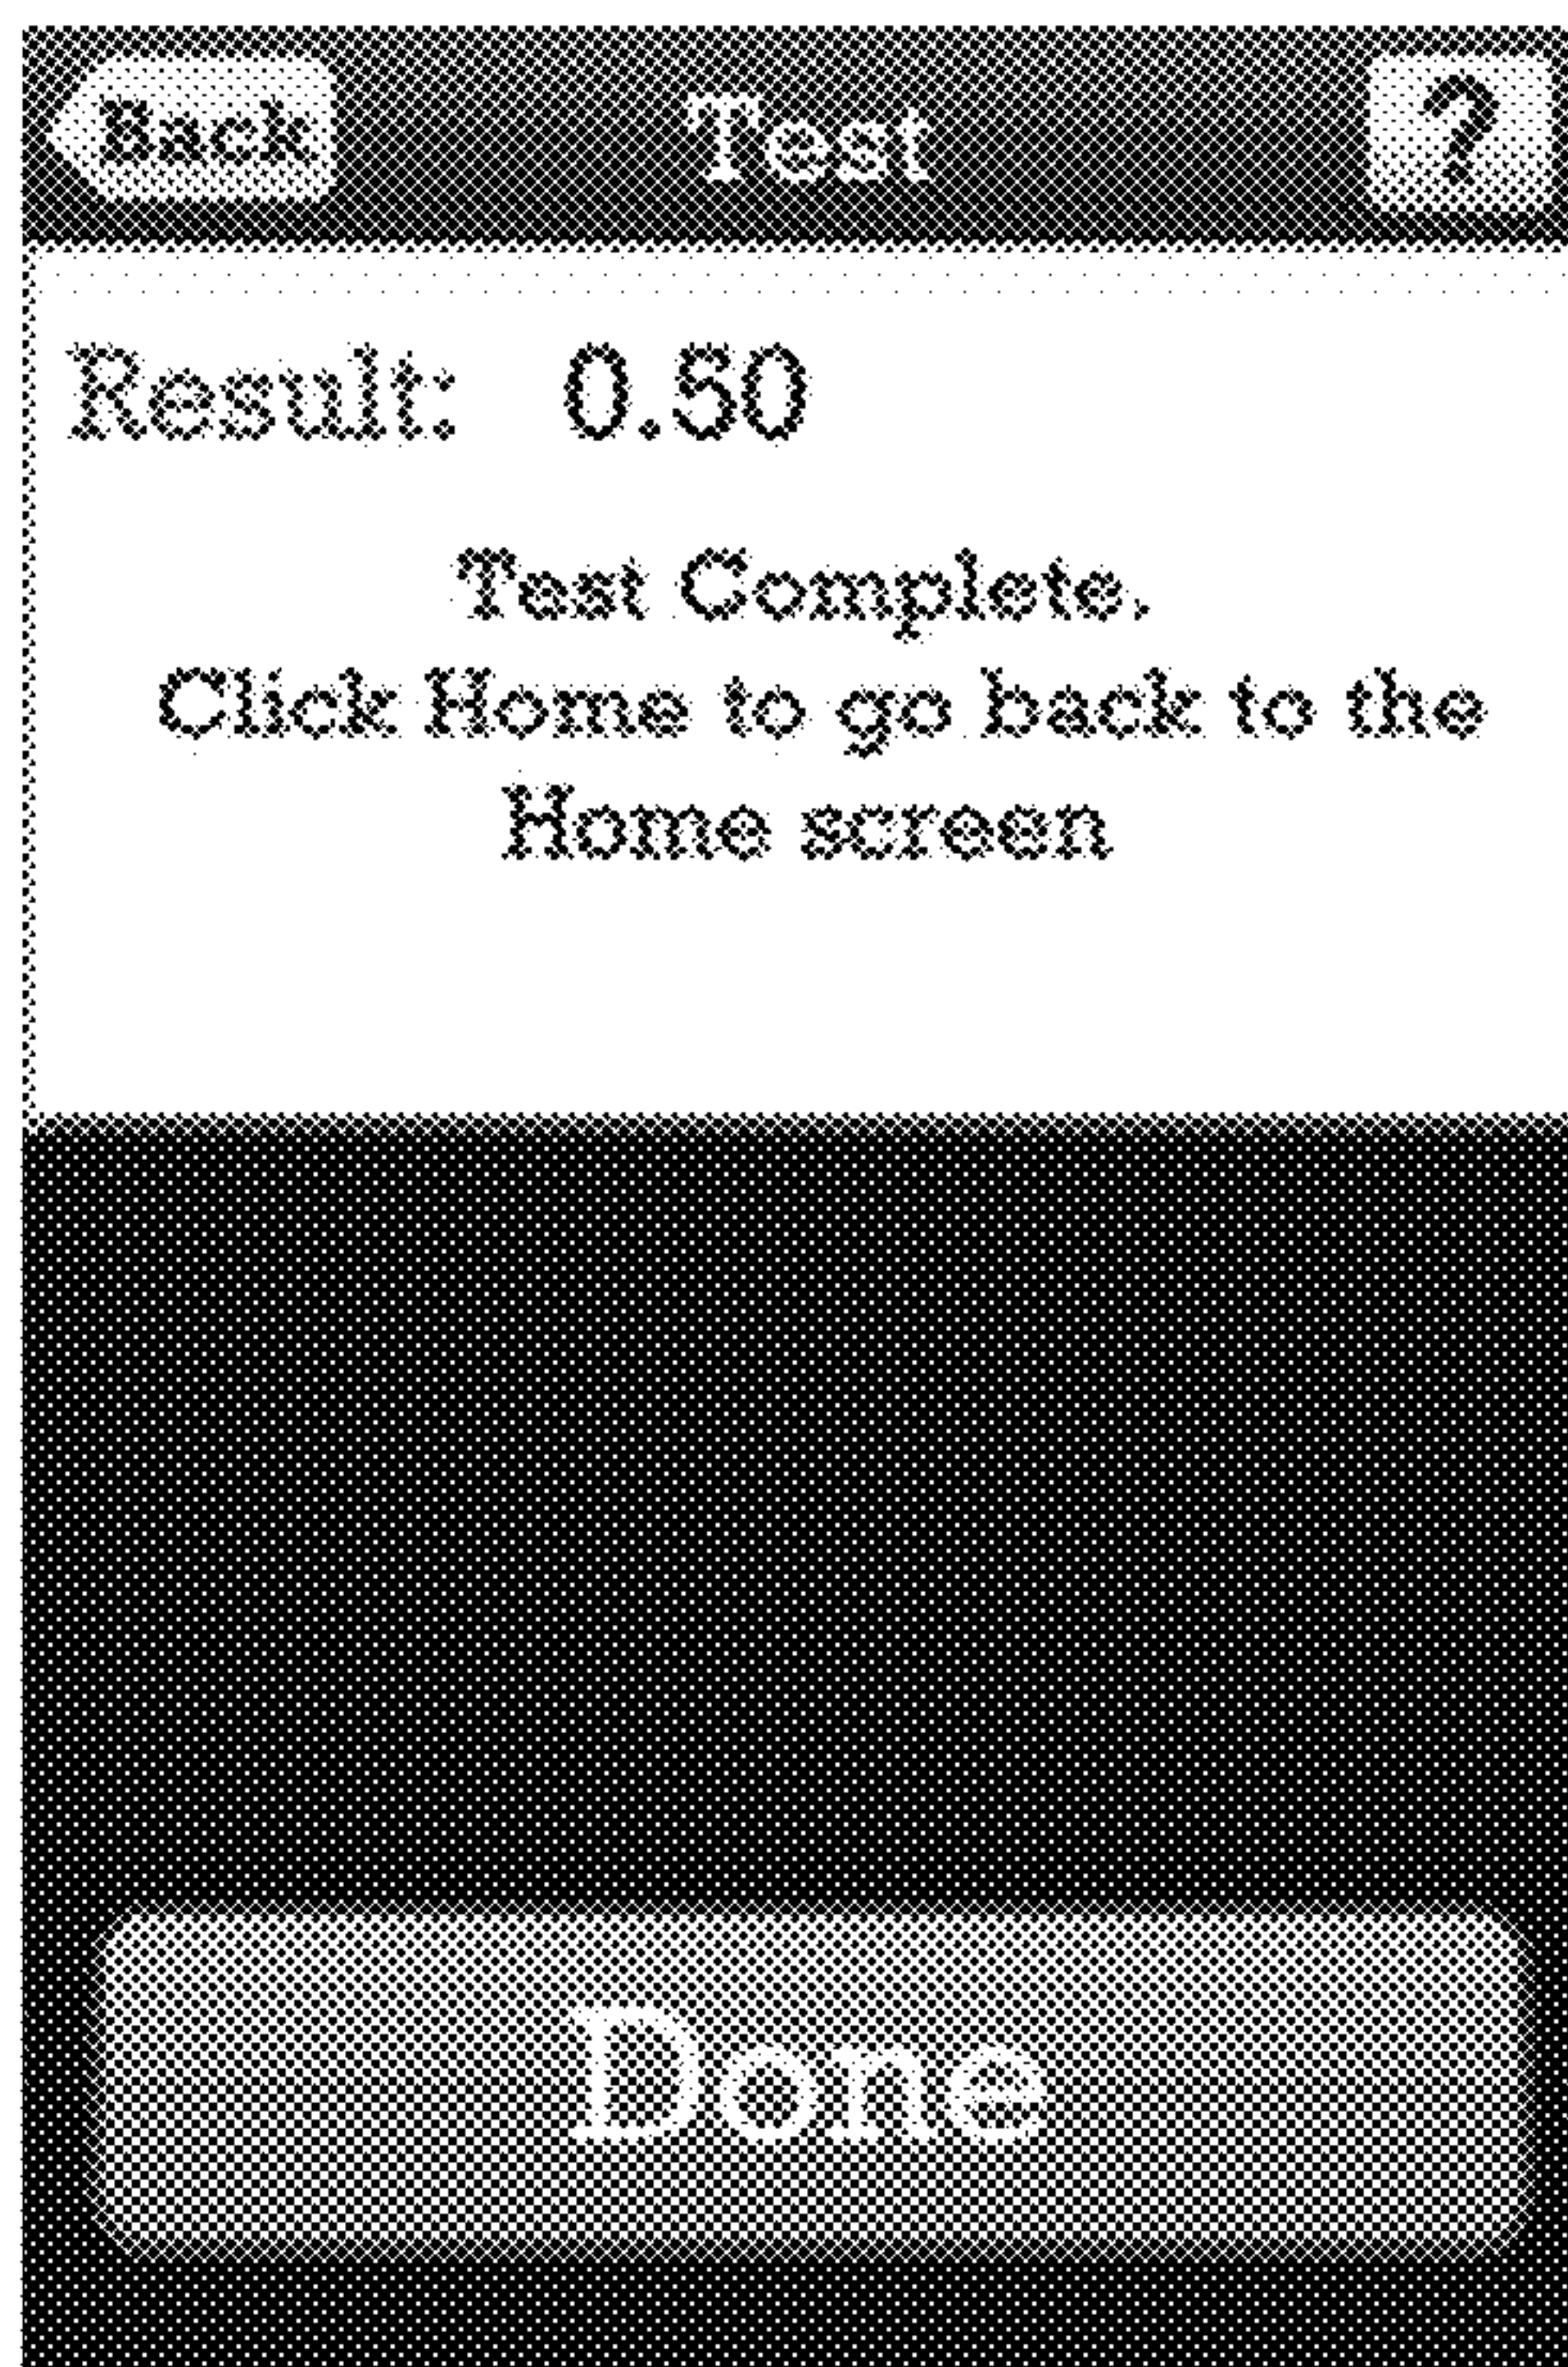 Back Test ?
Result: 0.50
Test Complete.
Click Home to go back to the
Home screen
Done